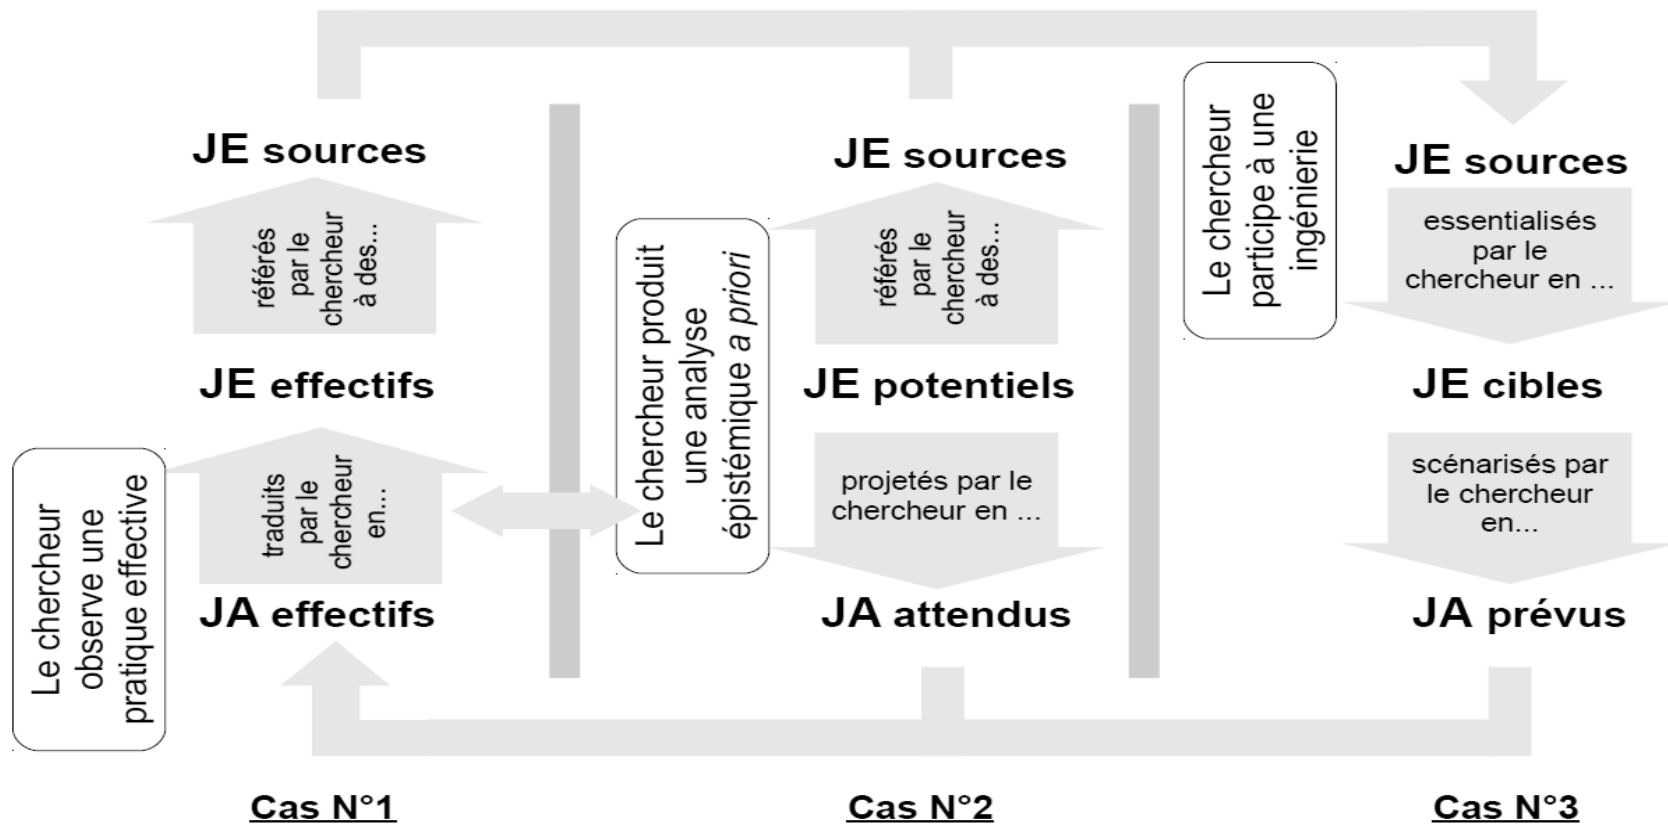 JE sources
référés
par le
chercheur
à des...
JE effectifs
traduits
par le
chercheur
en...
JA effectifs
Le chercheur
observe une
pratique effective
Cas N°1
JE sources
référés
par le
chercheur
à des...
JE potentiels
Le chercheur produit
une analyse
épistémique a priori
projetés par le
chercheur en ...
JA attendus
Cas N°2
Le chercheur
participe à une
ingénierie
JE sources
essentialisés
par le
chercheur en ...
JE cibles
scénarisés par
le chercheur
en...
JA prévus
Cas N°3